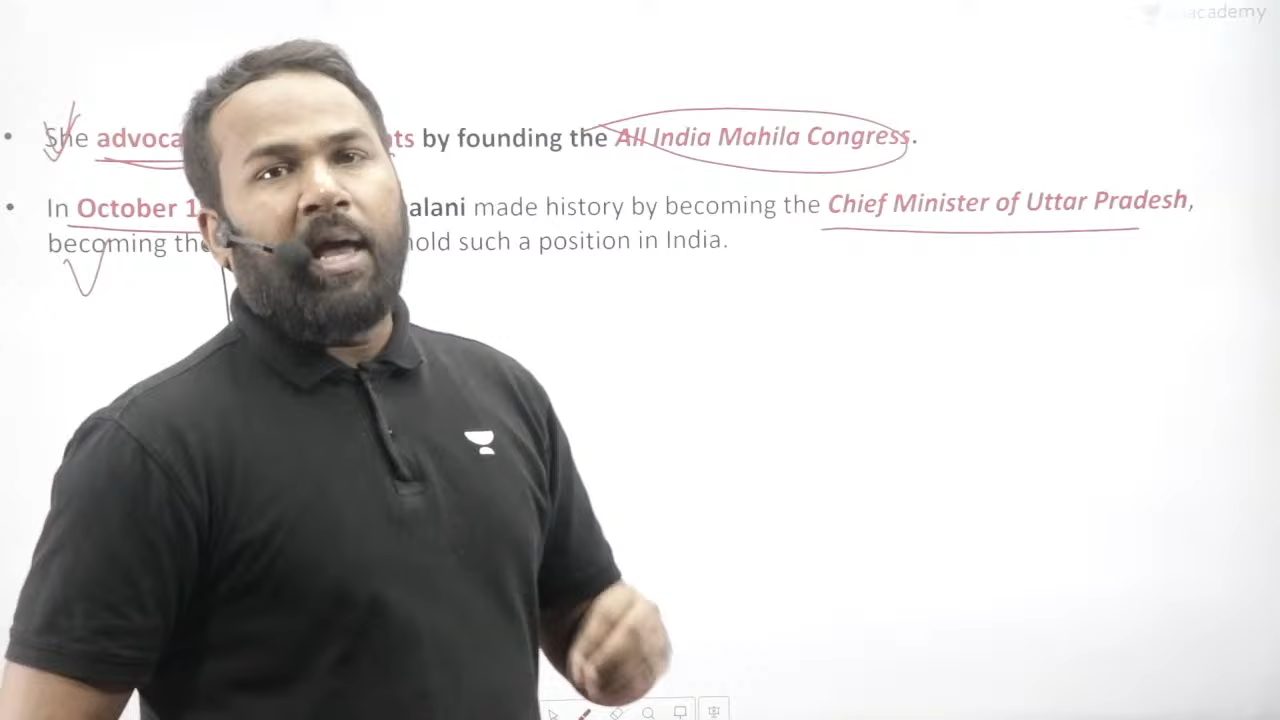 academy
• She advoca ts by founding the All India Mahila Congress.
• In October 1 alani made history by becoming the Chief Minister of Uttar Pradesh,
becoming the hold such a position in India.